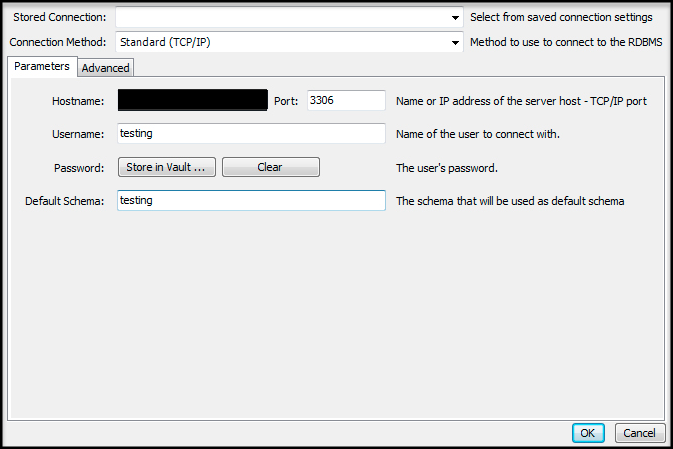 Stored Connection: Select from saved connection settings
Connection Method: Standard (TCP/IP) Method to use to connect to the RDBMS
Parameters Advanced
Hostname: Port: 3306 Name or IP address of the server host - TCP/IP port
Username: testing Name of the user to connect with.
Password: Store in Vault ... Clear The user's password.
Default Schema: testing The schema that will be used as default schema
OK Cancel